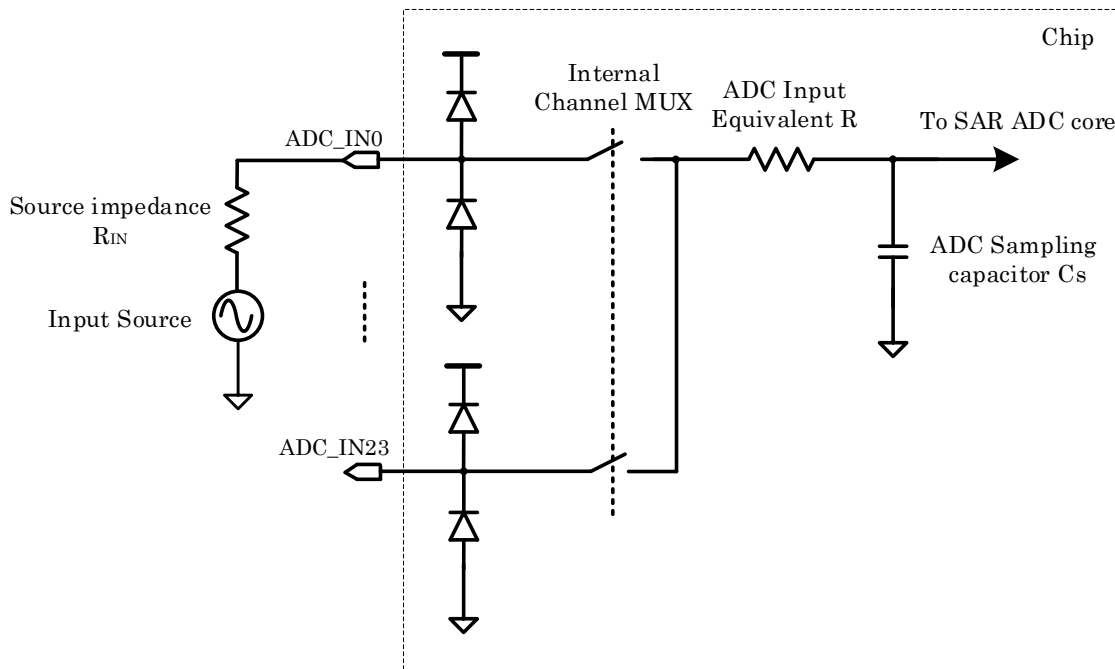 Chip
Internal
Channel MUX
ADC Input
Equivalent R
To SAR ADC core
ADC_IN0
Source impedance
RIN
Input Source
ADC Sampling
capacitor Cs
ADC_IN23